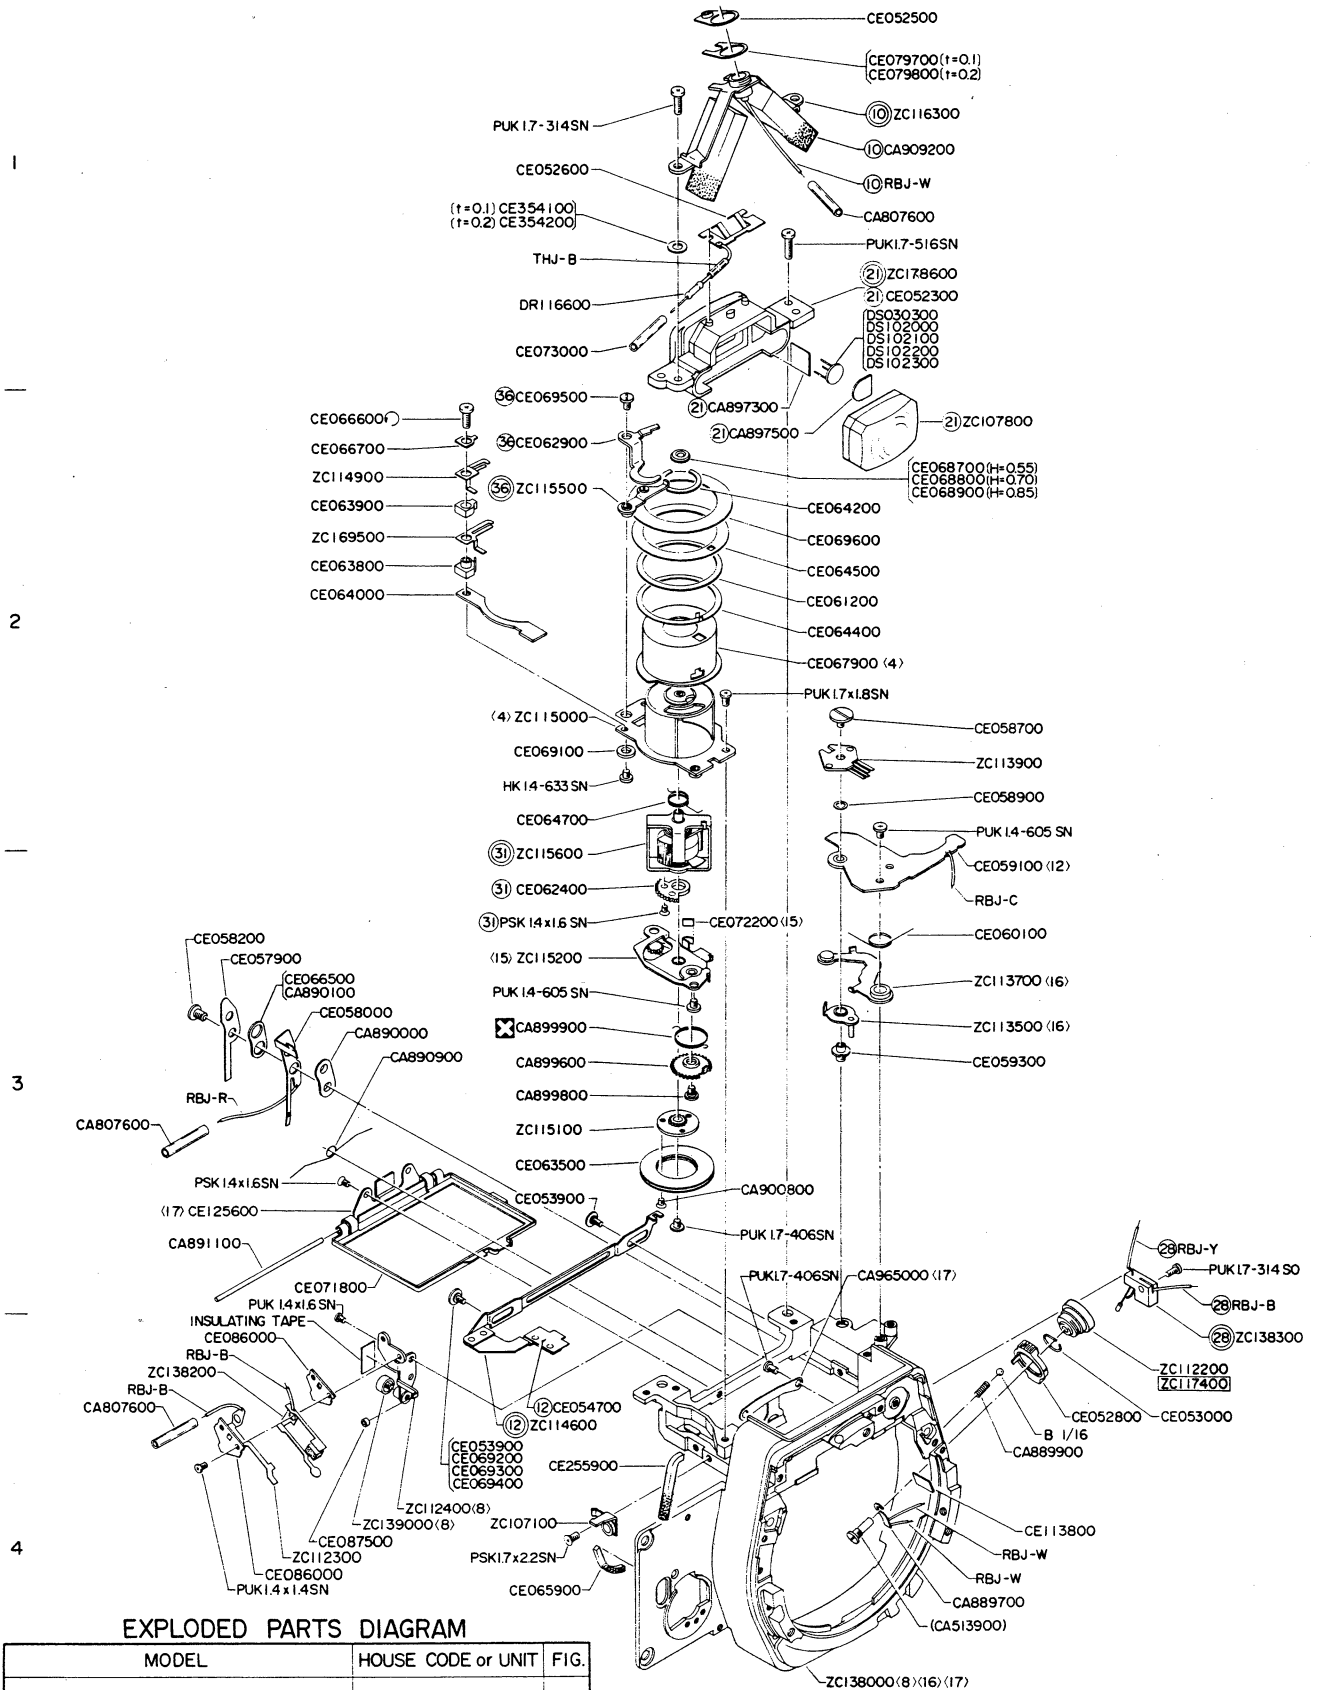 CE052500
CE079700(t=0.1)
CE079800(t=0.2)
PUK1.7-314SN
(10)ZC116300
1
(10)CA909200
CE052600
(10)RBJ-W
(t=0.1) CE354100
(t=0.2) CE354200
CA807600
PUK1.7-516SN
THJ-B
(21)ZC178600
DR116600
(21)CE052300
DS030300
DS102000
DS102100
DS102200
DS102300
CE073000
(36)CE069500
(21)CA897300
CE066600
(21)CA897500
(21)ZC107800
CE066700
(36)CE062900
ZC114900
CE068700(H=0.55)
CE068800(H=0.70)
CE068900(H=0.85)
(36)ZC115500
CE063900
CE064200
ZC169500
CE069600
CE063800
CE064500
CE064000
CE061200
2
CE064400
CE067900 ⟨4⟩
PUK1.7x1.8SN
⟨4⟩ ZC115000
CE058700
CE069100
ZC113900
HK1.4-633SN
CE058900
CE064700
PUK1.4-605 SN
(31)ZC115600
CE059100⟨12⟩
(31)CE062400
RBJ-C
(31)PSK1.4x1.6 SN
CE072200⟨15⟩
CE060100
CE058200
CE057900
⟨15⟩ ZC115200
CE066500
CA890100
ZC113700 ⟨16⟩
PUK1.4-605 SN
CE058000
ZC113500 ⟨16⟩
CA899900
CA890000
CA890900
CA899600
CE059300
3
CA899800
RBJ-R
CA807600
ZC115100
CE063500
PSK1.4x1.6SN
CA900800
CE053900
⟨17⟩ CE125600
PUK1.7-406SN
(28)RBJ-Y
CA891100
PUK1.7-314 SO
PUK1.7-406SN
CA965000 ⟨17⟩
CE071800
(28)RBJ-B
PUK1.4x1.6SN
INSULATING TAPE
(28)ZC138300
CE086000
RBJ-B
ZC112200
ZC117400
ZC138200
RBJ-B
CA807600
(12)CE054700
CE052800
CE053000
(12)ZC114600
B 1/16
CE053900
CE069200
CE069300
CE069400
CA889900
CE255900
ZC112400⟨8⟩
ZC139000⟨8⟩
ZC107100
CE087500
CE113800
4
ZC112300
RBJ-W
PSK1.7x2.2SN
CE086000
RBJ-W
PUK1.4x1.4SN
CE065900
CA889700
(CA513900)
EXPLODED PARTS DIAGRAM
MODEL HOUSE CODE or UNIT FIG.
ZC138000⟨8⟩⟨16⟩⟨17⟩